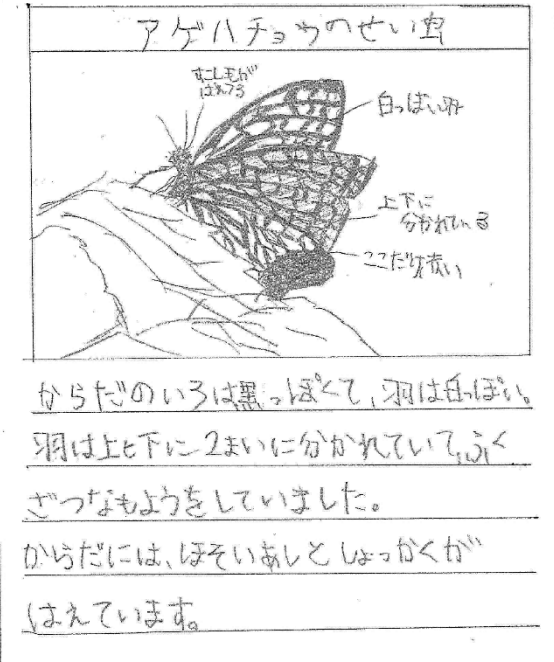 アゲハチョウのせい虫
すこし毛が
はえてる
白っぽい羽
上下に
分かれている
ここだけ赤い
からだのいろは黒っぽくて、羽は白っぽい。
羽は上と下に2まいに分かれていて、ふく
ざつなもようをしていました。
からだには、ほそいあしとしょっかくが
はえています。